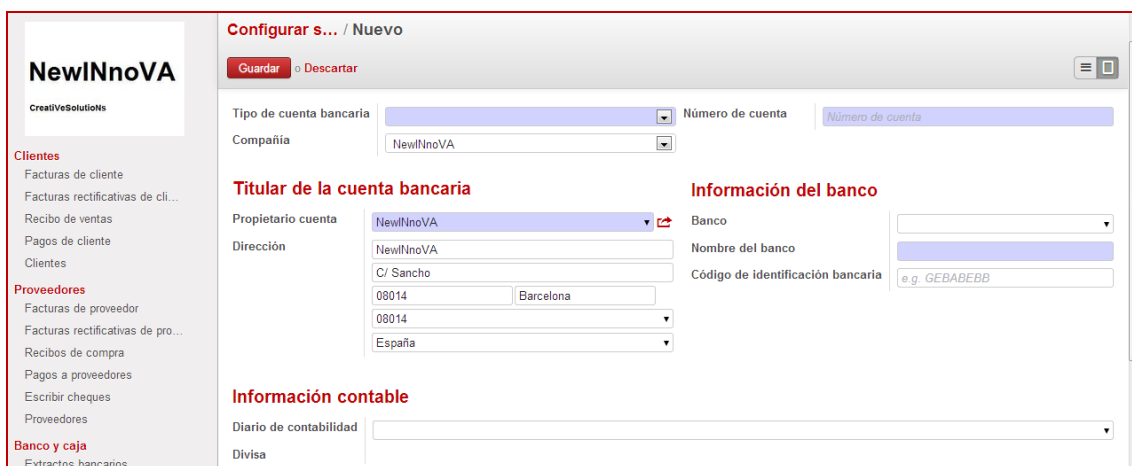 NewINnoVA
CreatiVeSolutioNs
Clientes
Facturas de cliente
Facturas rectificativas de cli...
Recibo de ventas
Pagos de cliente
Clientes
Proveedores
Facturas de proveedor
Facturas rectificativas de pro...
Recibos de compra
Pagos a proveedores
Escribir cheques
Proveedores
Banco y caja
Extractos bancarios
Configurar s... / Nuevo
Guardar o Descartar
Tipo de cuenta bancaria
Número de cuenta Número de cuenta
Compañía NewINnoVA
Titular de la cuenta bancaria
Propietario cuenta NewINnoVA
Dirección NewINnoVA
C/ Sancho
08014 Barcelona
08014
España
Información del banco
Banco
Nombre del banco
Código de identificación bancaria e.g. GEBABEBB
Información contable
Diario de contabilidad
Divisa